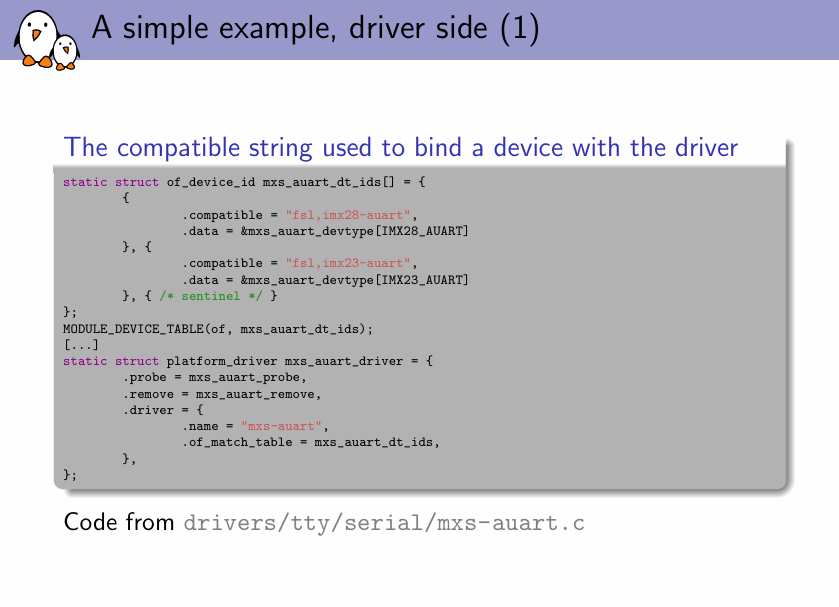 A simple example, driver side (1)
The compatible string used to bind a device with the driver
static struct of_device_id mxs_auart_dt_ids[] = {
        {
                .compatible = "fsl,imx28-auart",
                .data = &mxs_auart_devtype[IMX28_AUART]
        }, {
                .compatible = "fsl,imx23-auart",
                .data = &mxs_auart_devtype[IMX23_AUART]
        }, { /* sentinel */ }
};
MODULE_DEVICE_TABLE(of, mxs_auart_dt_ids);
[...]
static struct platform_driver mxs_auart_driver = {
        .probe = mxs_auart_probe,
        .remove = mxs_auart_remove,
        .driver = {
                .name = "mxs-auart",
                .of_match_table = mxs_auart_dt_ids,
        },
};
Code from drivers/tty/serial/mxs-auart.c